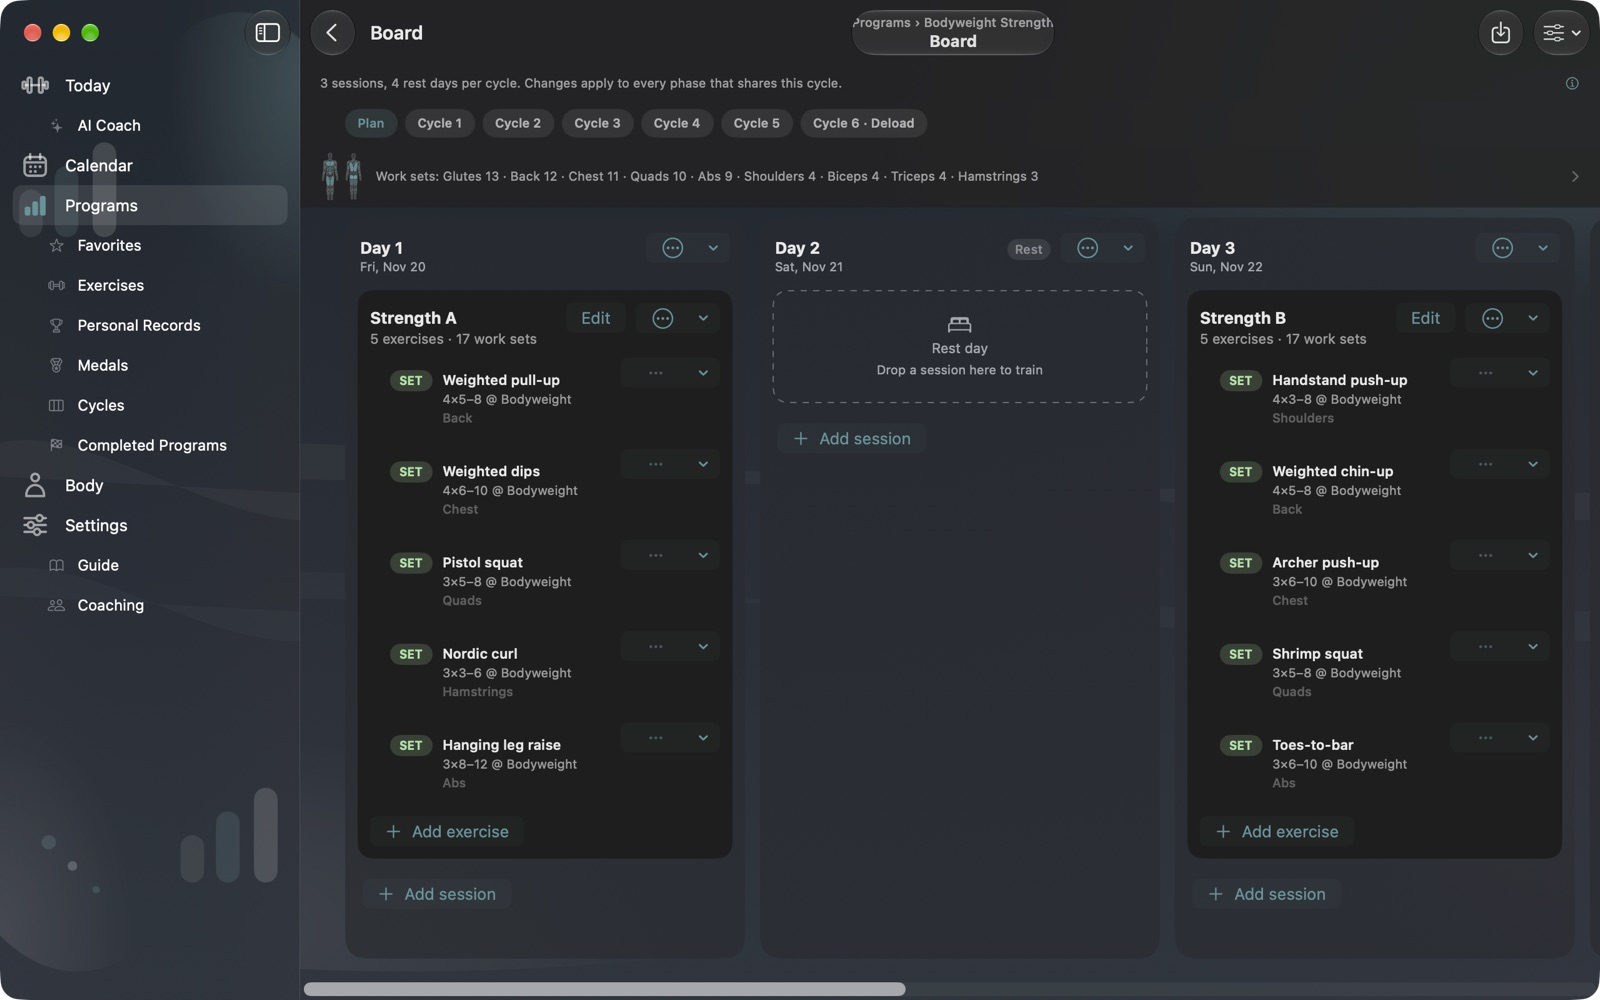 Today
AI Coach
Calendar
Programs
Favorites
Exercises
Personal Records
Medals
Cycles
Completed Programs
Body
Settings
Guide
Coaching
Board
Programs › Bodyweight Strength
Board
3 sessions, 4 rest days per cycle. Changes apply to every phase that shares this cycle.
Plan
Cycle 1
Cycle 2
Cycle 3
Cycle 4
Cycle 5
Cycle 6 · Deload
Work sets: Glutes 13 · Back 12 · Chest 11 · Quads 10 · Abs 9 · Shoulders 4 · Biceps 4 · Triceps 4 · Hamstrings 3
Day 1
Fri, Nov 20
Strength A
Edit
5 exercises · 17 work sets
SET
Weighted pull-up
4×5–8 @ Bodyweight
Back
SET
Weighted dips
4×6–10 @ Bodyweight
Chest
SET
Pistol squat
3×5–8 @ Bodyweight
Quads
SET
Nordic curl
3×3–6 @ Bodyweight
Hamstrings
SET
Hanging leg raise
3×8–12 @ Bodyweight
Abs
+ Add exercise
+ Add session
Day 2
Rest
Sat, Nov 21
Rest day
Drop a session here to train
+ Add session
Day 3
Sun, Nov 22
Strength B
Edit
5 exercises · 17 work sets
SET
Handstand push-up
4×3–8 @ Bodyweight
Shoulders
SET
Weighted chin-up
4×5–8 @ Bodyweight
Back
SET
Archer push-up
3×6–10 @ Bodyweight
Chest
SET
Shrimp squat
3×5–8 @ Bodyweight
Quads
SET
Toes-to-bar
3×6–10 @ Bodyweight
Abs
+ Add exercise
+ Add session